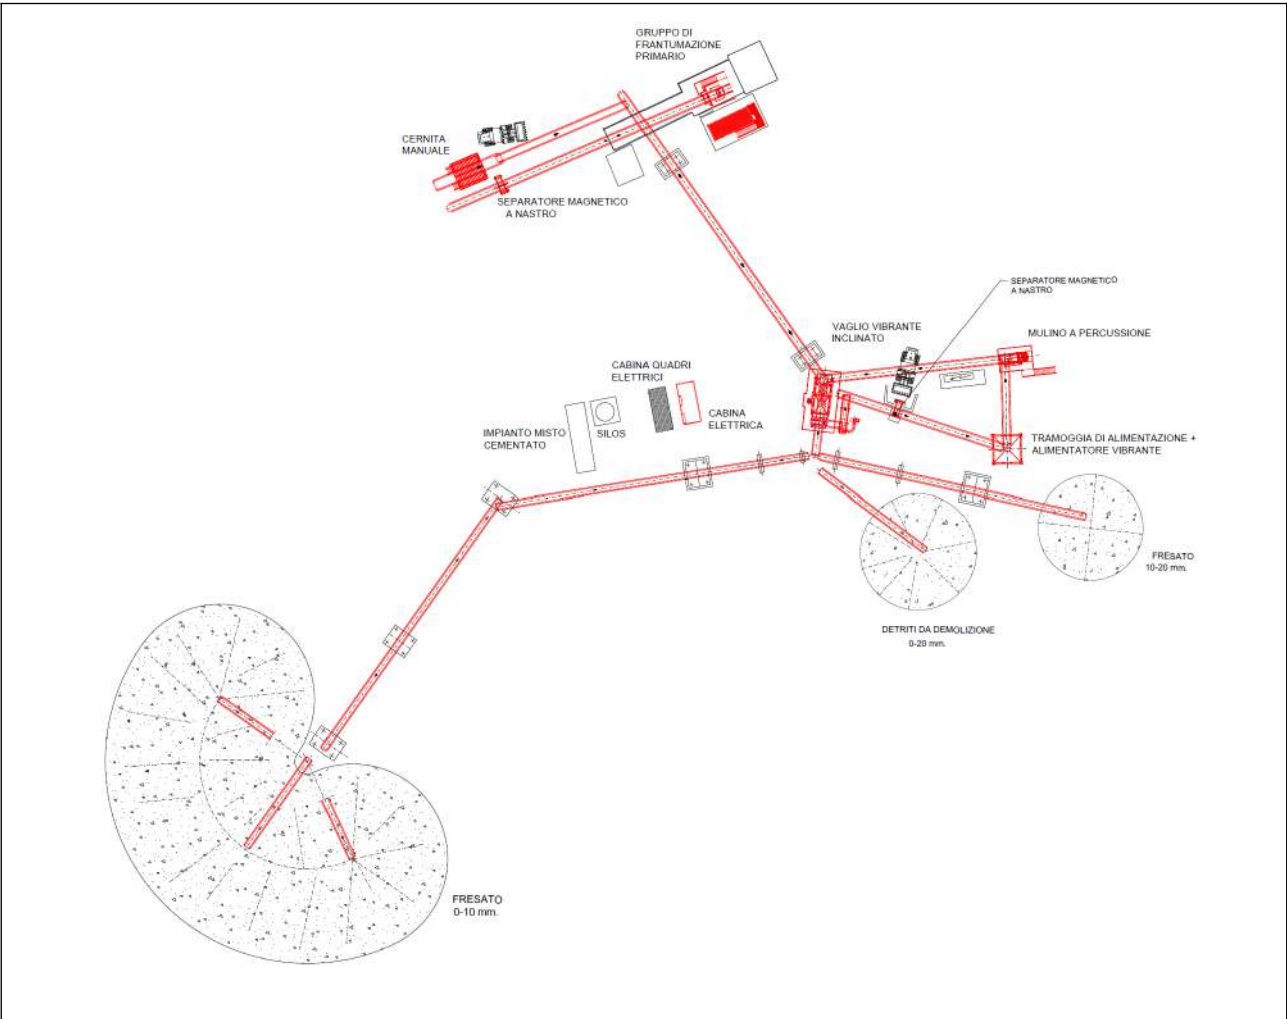 GRUPPO DI
FRANTUMAZIONE
PRIMARIO
CERNITA
MANUALE
SEPARATORE MAGNETICO
A NASTRO
SEPARATORE MAGNETICO
A NASTRO
VAGLIO VIBRANTE
INCLINATO
MULINO A PERCUSSIONE
CABINA QUADRI
ELETTRICI
CABINA
ELETTRICA
IMPIANTO MISTO
CEMENTATO
SILOS
TRAMOGGIA DI ALIMENTAZIONE +
ALIMENTATORE VIBRANTE
FRESATO
10-20 mm.
DETRITI DA DEMOLIZIONE
0-20 mm.
FRESATO
0-10 mm.